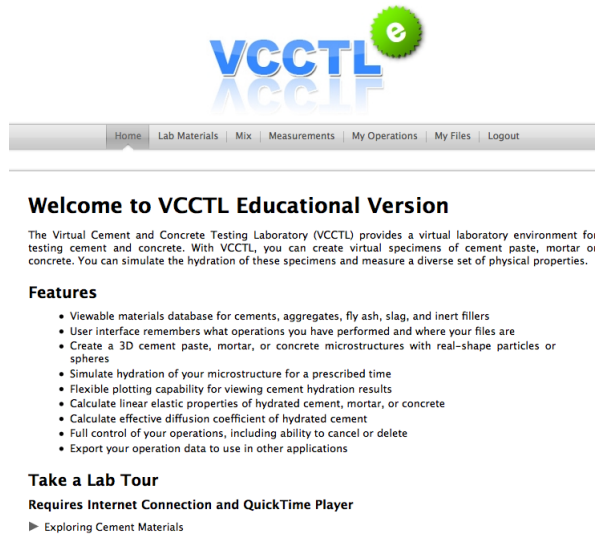 VCCTL e
Home Lab Materials Mix Measurements My Operations My Files Logout
Welcome to VCCTL Educational Version
The Virtual Cement and Concrete Testing Laboratory (VCCTL) provides a virtual laboratory environment for
testing cement and concrete. With VCCTL, you can create virtual specimens of cement paste, mortar or
concrete. You can simulate the hydration of these specimens and measure a diverse set of physical properties.
Features
• Viewable materials database for cements, aggregates, fly ash, slag, and inert fillers
• User interface remembers what operations you have performed and where your files are
• Create a 3D cement paste, mortar, or concrete microstructures with real-shape particles or
spheres
• Simulate hydration of your microstructure for a prescribed time
• Flexible plotting capability for viewing cement hydration results
• Calculate linear elastic properties of hydrated cement, mortar, or concrete
• Calculate effective diffusion coefficient of hydrated cement
• Full control of your operations, including ability to cancel or delete
• Export your operation data to use in other applications
Take a Lab Tour
Requires Internet Connection and QuickTime Player
Exploring Cement Materials